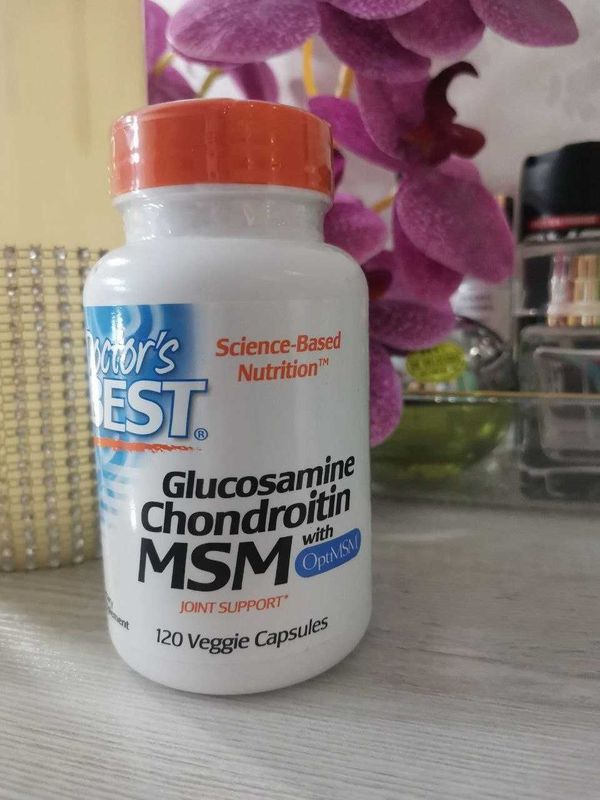 Doctor's
BEST®
Science-Based
Nutrition™
Glucosamine
Chondroitin
MSM with OptiMSM
JOINT SUPPORT*
120 Veggie Capsules